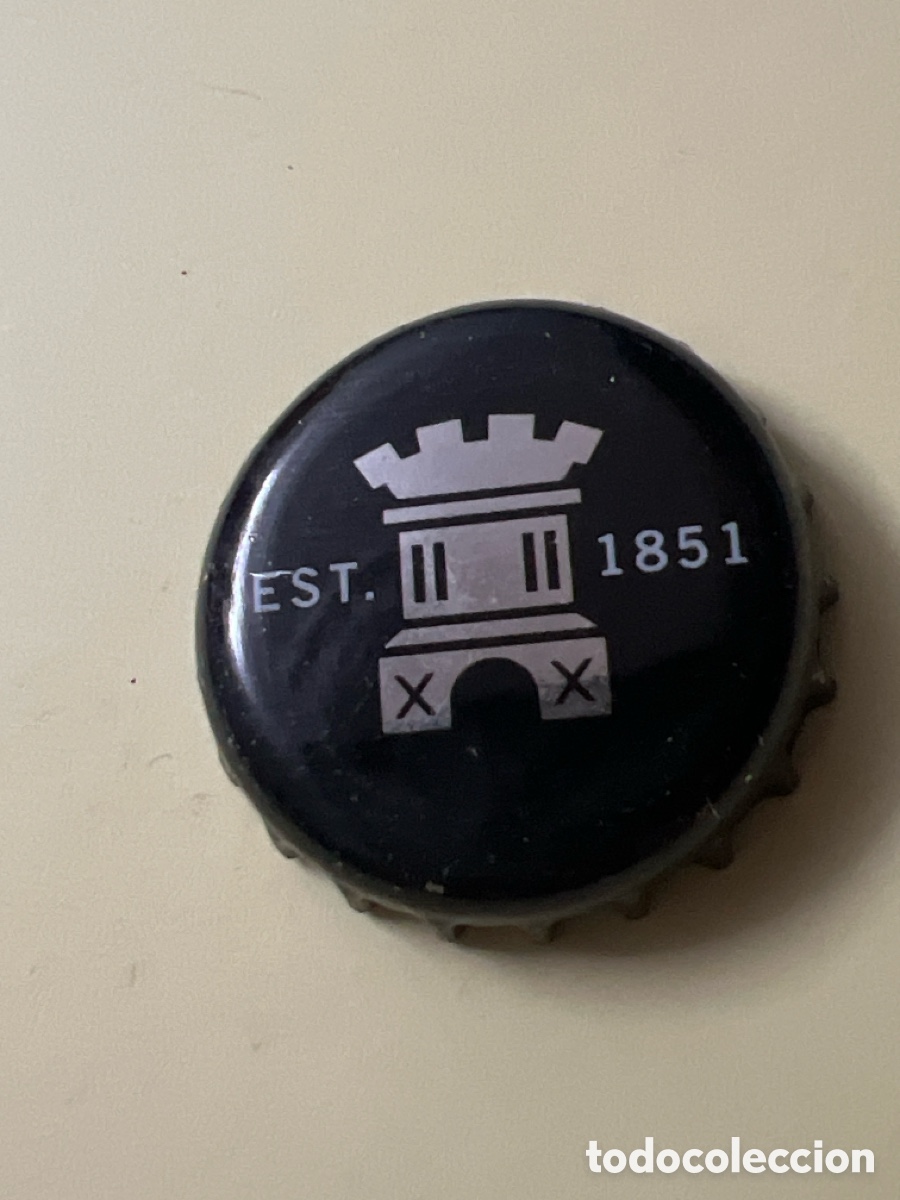 EST. 1851
X X
todocoleccion